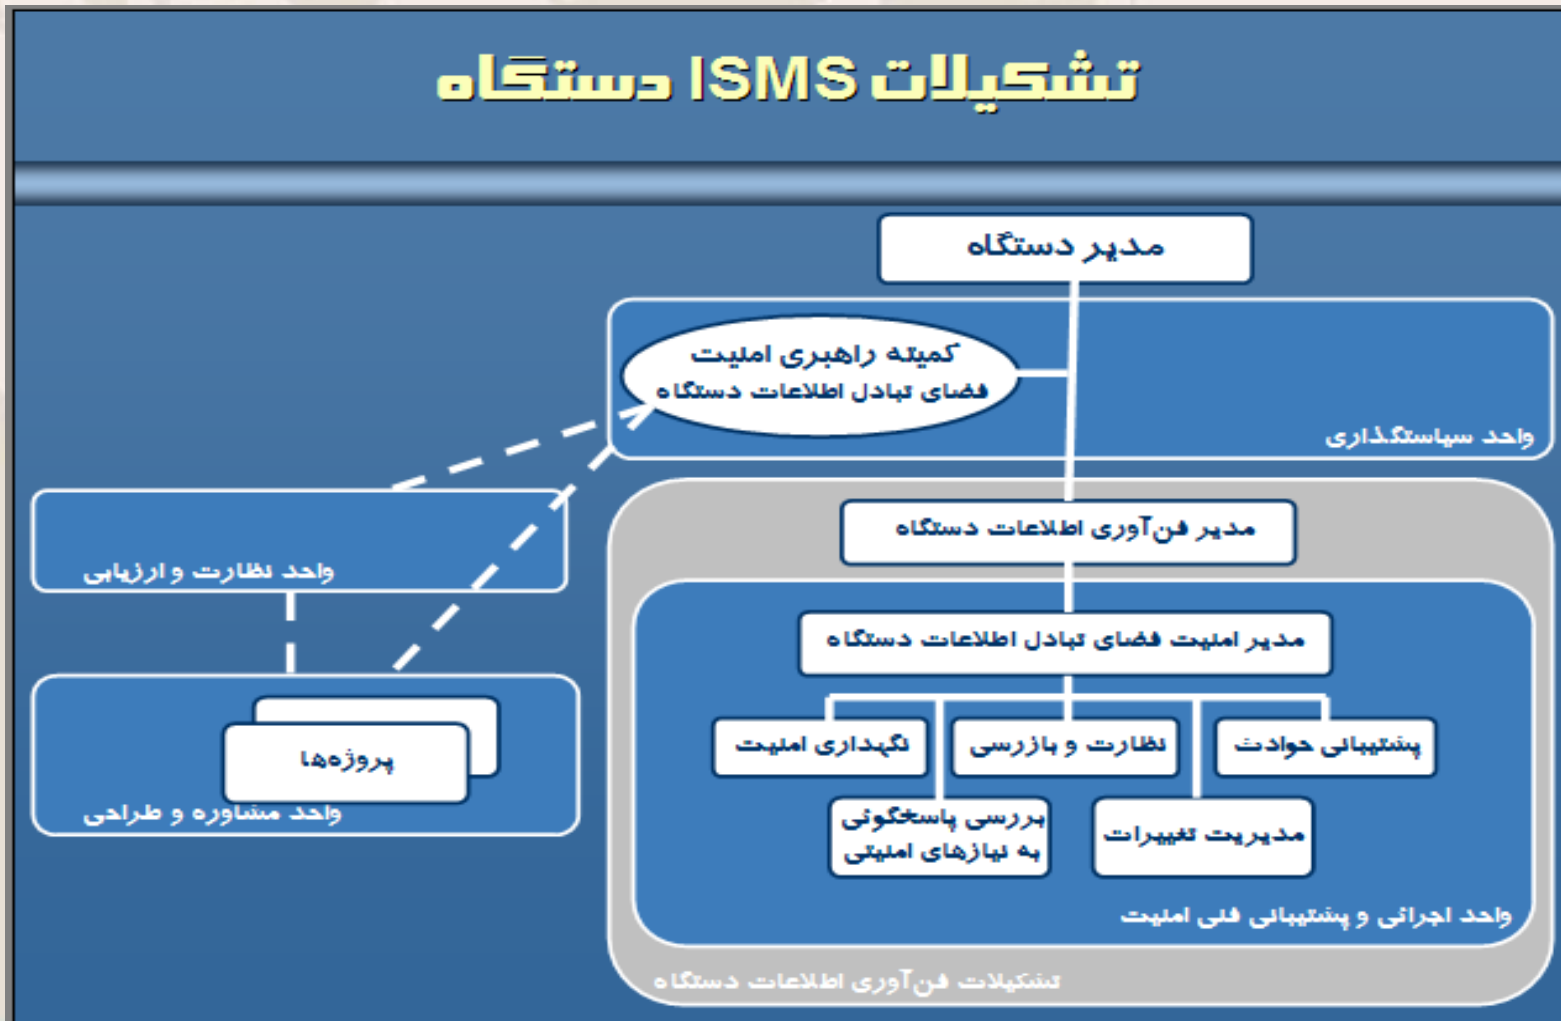 تشکیلات ISMS دستگاه
مدیر دستگاه
کمیته راهبری امنیت
فضای تبادل اطلاعات دستگاه
واحد سیاستگذاری
مدیر فن‌آوری اطلاعات دستگاه
واحد نظارت و ارزیابی
مدیر امنیت فضای تبادل اطلاعات دستگاه
پشتیبانی حوادث
نظارت و بازرسی
نگهداری امنیت
پروژه‌ها
واحد مشاوره و طراحی
مدیریت تغییرات
بررسی پاسخگوئی
به نیازهای امنیتی
واحد اجرائی و پشتیبانی فنی امنیت
تشکیلات فن‌آوری اطلاعات دستگاه